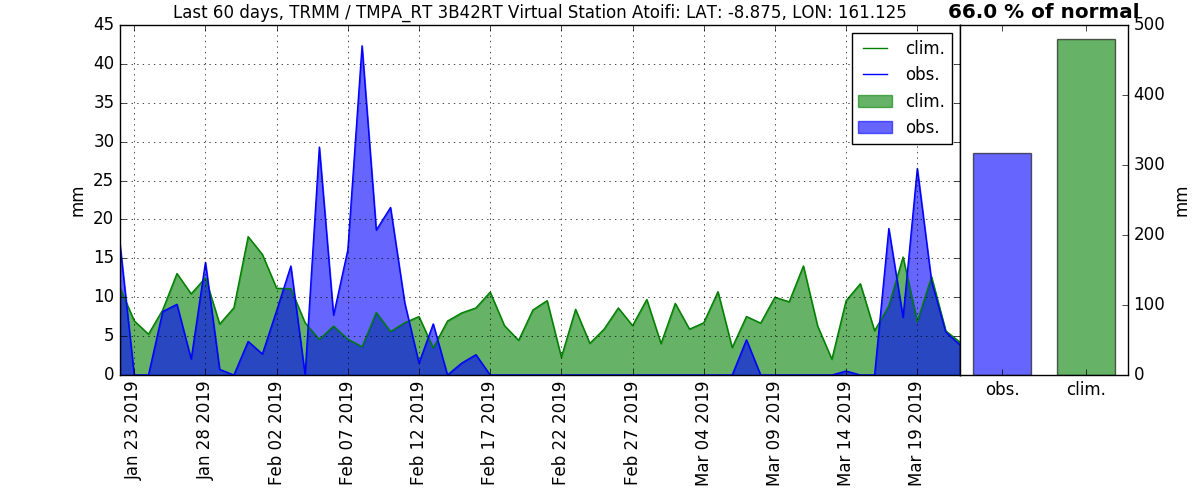 Last 60 days, TRMM / TMPA_RT 3B42RT Virtual Station Atoifi: LAT: -8.875, LON: 161.125
66.0 % of normal
45
40
35
30
25
20
15
10
5
0
mm
clim.
obs.
clim.
obs.
Jan 23 2019
Jan 28 2019
Feb 02 2019
Feb 07 2019
Feb 12 2019
Feb 17 2019
Feb 22 2019
Feb 27 2019
Mar 04 2019
Mar 09 2019
Mar 14 2019
Mar 19 2019
500
400
300
200
100
0
mm
obs.
clim.